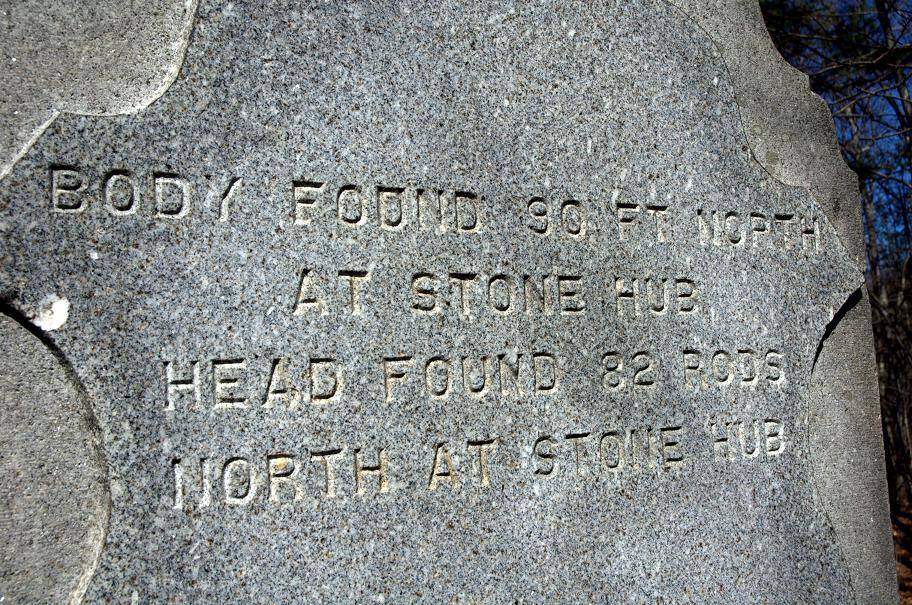 BODY FOUND 90 FT NORTH
AT STONE HUB
HEAD FOUND 82 RODS
NORTH AT STONE HUB